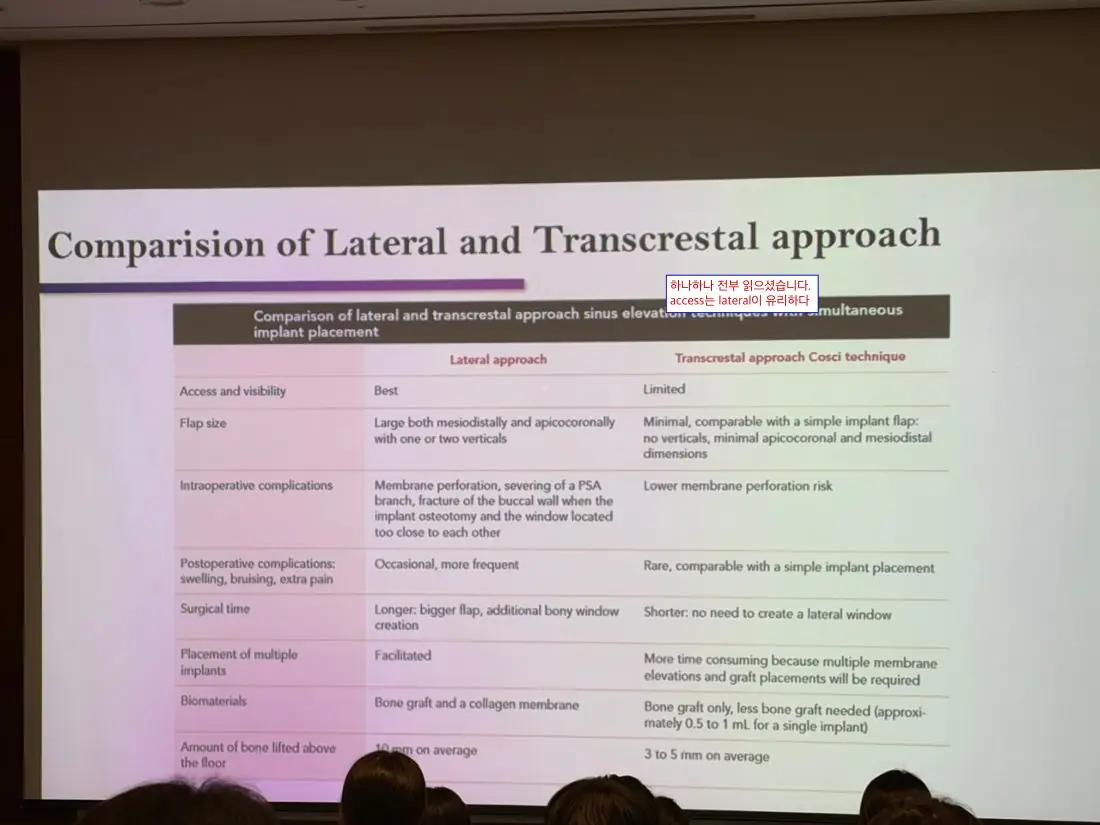 Comparision of Lateral and Transcrestal approach
하나하나 전부 읽으셨습니다.
access는 lateral이 유리하다
Comparison of lateral and transcrestal approach sinus elevation techniques with simultaneous
implant placement
Lateral approach
Transcrestal approach Cosci technique
Access and visibility
Best
Limited
Flap size
Large both mesiodistally and apicocoronally
with one or two verticals
Minimal, comparable with a simple implant flap:
no verticals, minimal apicocoronal and mesiodistal
dimensions
Intraoperative complications
Membrane perforation, severing of a PSA
branch, fracture of the buccal wall when the
implant osteotomy and the window located
too close to each other
Lower membrane perforation risk
Postoperative complications:
swelling, bruising, extra pain
Occasional, more frequent
Rare, comparable with a simple implant placement
Surgical time
Longer: bigger flap, additional bony window
creation
Shorter: no need to create a lateral window
Placement of multiple
implants
Facilitated
More time consuming because multiple membrane
elevations and graft placements will be required
Biomaterials
Bone graft and a collagen membrane
Bone graft only, less bone graft needed (approxi-
mately 0.5 to 1 mL for a single implant)
Amount of bone lifted above
the floor
10 mm on average
3 to 5 mm on average